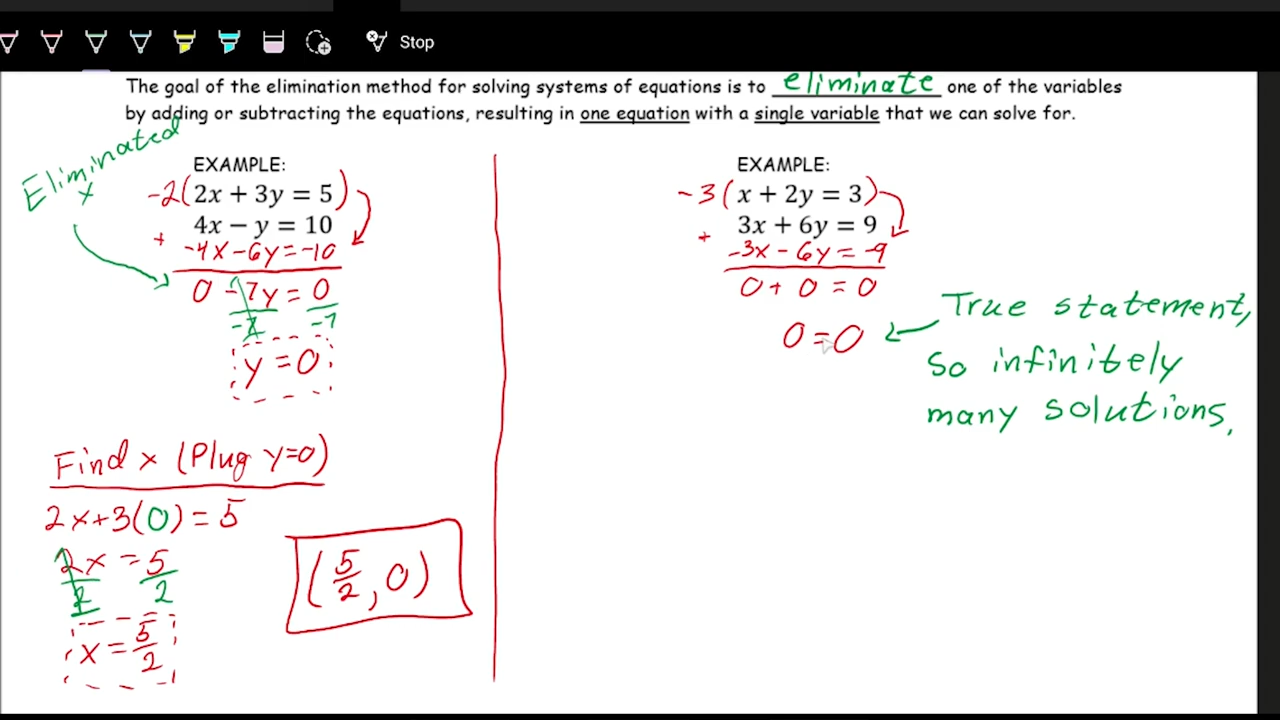 Stop
The goal of the elimination method for solving systems of equations is to eliminate one of the variables
by adding or subtracting the equations, resulting in one equation with a single variable that we can solve for.
Eliminated
x
EXAMPLE:
-2(2x + 3y = 5)
4x − y = 10
+ -4x - 6y = -10
0 - 7y = 0
-7 -7
y = 0
Find x (Plug y=0)
2x+3(0) = 5
2x = 5
2 2
x = 5/2
(5/2, 0)
EXAMPLE:
-3(x + 2y = 3)
3x + 6y = 9
+ -3x - 6y = -9
0 + 0 = 0
0 = 0
True statement,
So infinitely
many solutions.